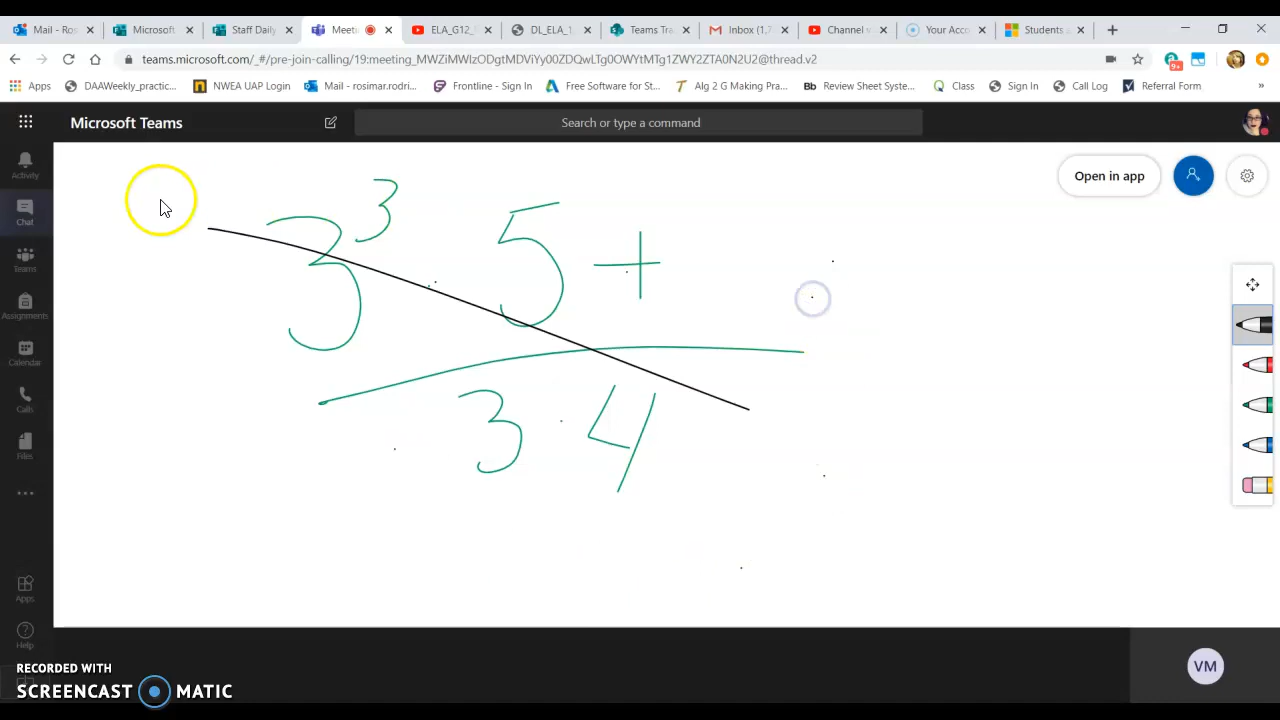 Mail - Ros
Microsoft
Staff Daily
Meeti
ELA_G12_
DL_ELA_1
Teams Tra
Inbox (1,7
Channel v
Your Acco
Students a
teams.microsoft.com/_#/pre-join-calling/19:meeting_MWZiMWIzODgtMDViYy00ZDQwLTg0OWYtMTg1ZWY2ZTA0N2U2@thread.v2
9+
Apps
DAAWeekly_practic...
NWEA UAP Login
Mail - rosimar.rodri...
Frontline - Sign In
Free Software for St...
Alg 2 G Making Pra...
Bb Review Sheet Syste...
Class
Sign In
Call Log
Referral Form
»
Microsoft Teams
Search or type a command
Activity
Chat
Teams
Assignments
Calendar
Calls
Files
...
Apps
Help
Open in app
3³ · 5 +
3 · 4
VM
RECORDED WITH
SCREENCAST MATIC